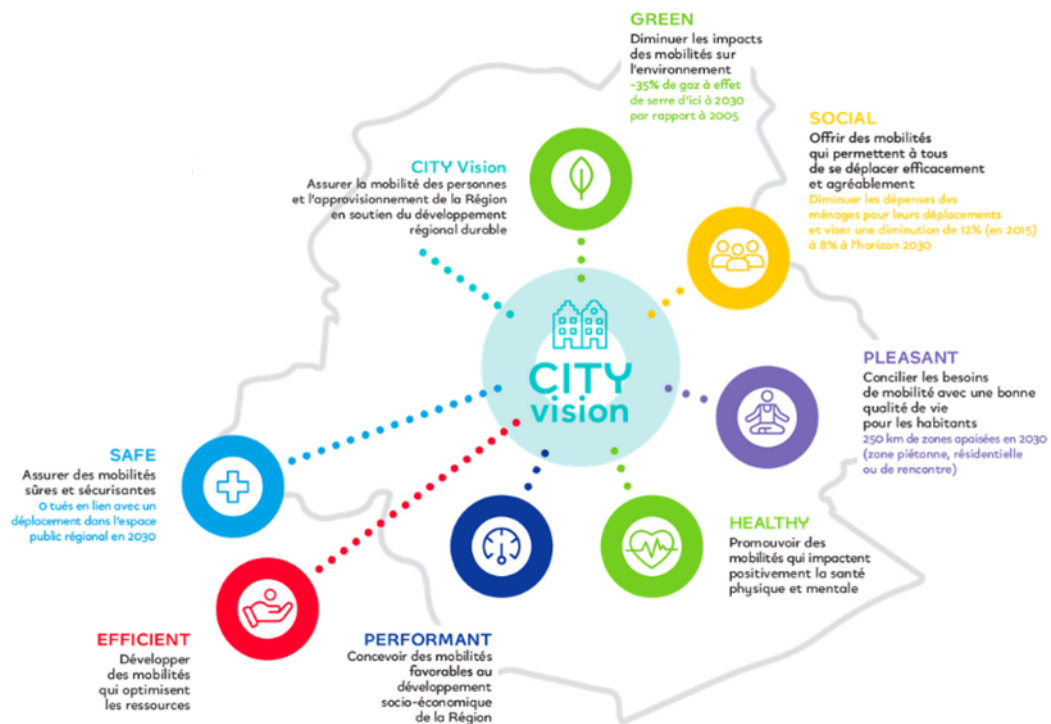 GREEN
Diminuer les impacts
des mobilités sur
l'environnement
-35% de gaz à effet
de serre d'ici à 2030
par rapport à 2005
SOCIAL
Offrir des mobilités
qui permettent à tous
de se déplacer efficacement
et agréablement
Diminuer les dépenses des
ménages pour leurs déplacements
et viser une diminution de 12% (en 2015)
à 8% à l'horizon 2030
CITY Vision
Assurer la mobilité des personnes
et l'approvisionnement de la Région
en soutien du développement
régional durable
CITY
vision
PLEASANT
Concilier les besoins
de mobilité avec une bonne
qualité de vie
pour les habitants
250 km de zones apaisées en 2030
(zone piétonne, résidentielle
ou de rencontre)
SAFE
Assurer des mobilités
sûres et sécurisantes
0 tués en lien avec un
déplacement dans l'espace
public régional en 2030
HEALTHY
Promouvoir des
mobilités qui impactent
positivement la santé
physique et mentale
EFFICIENT
Développer
des mobilités
qui optimisent
les ressources
PERFORMANT
Concevoir des mobilités
favorables au
développement
socio-économique
de la Région